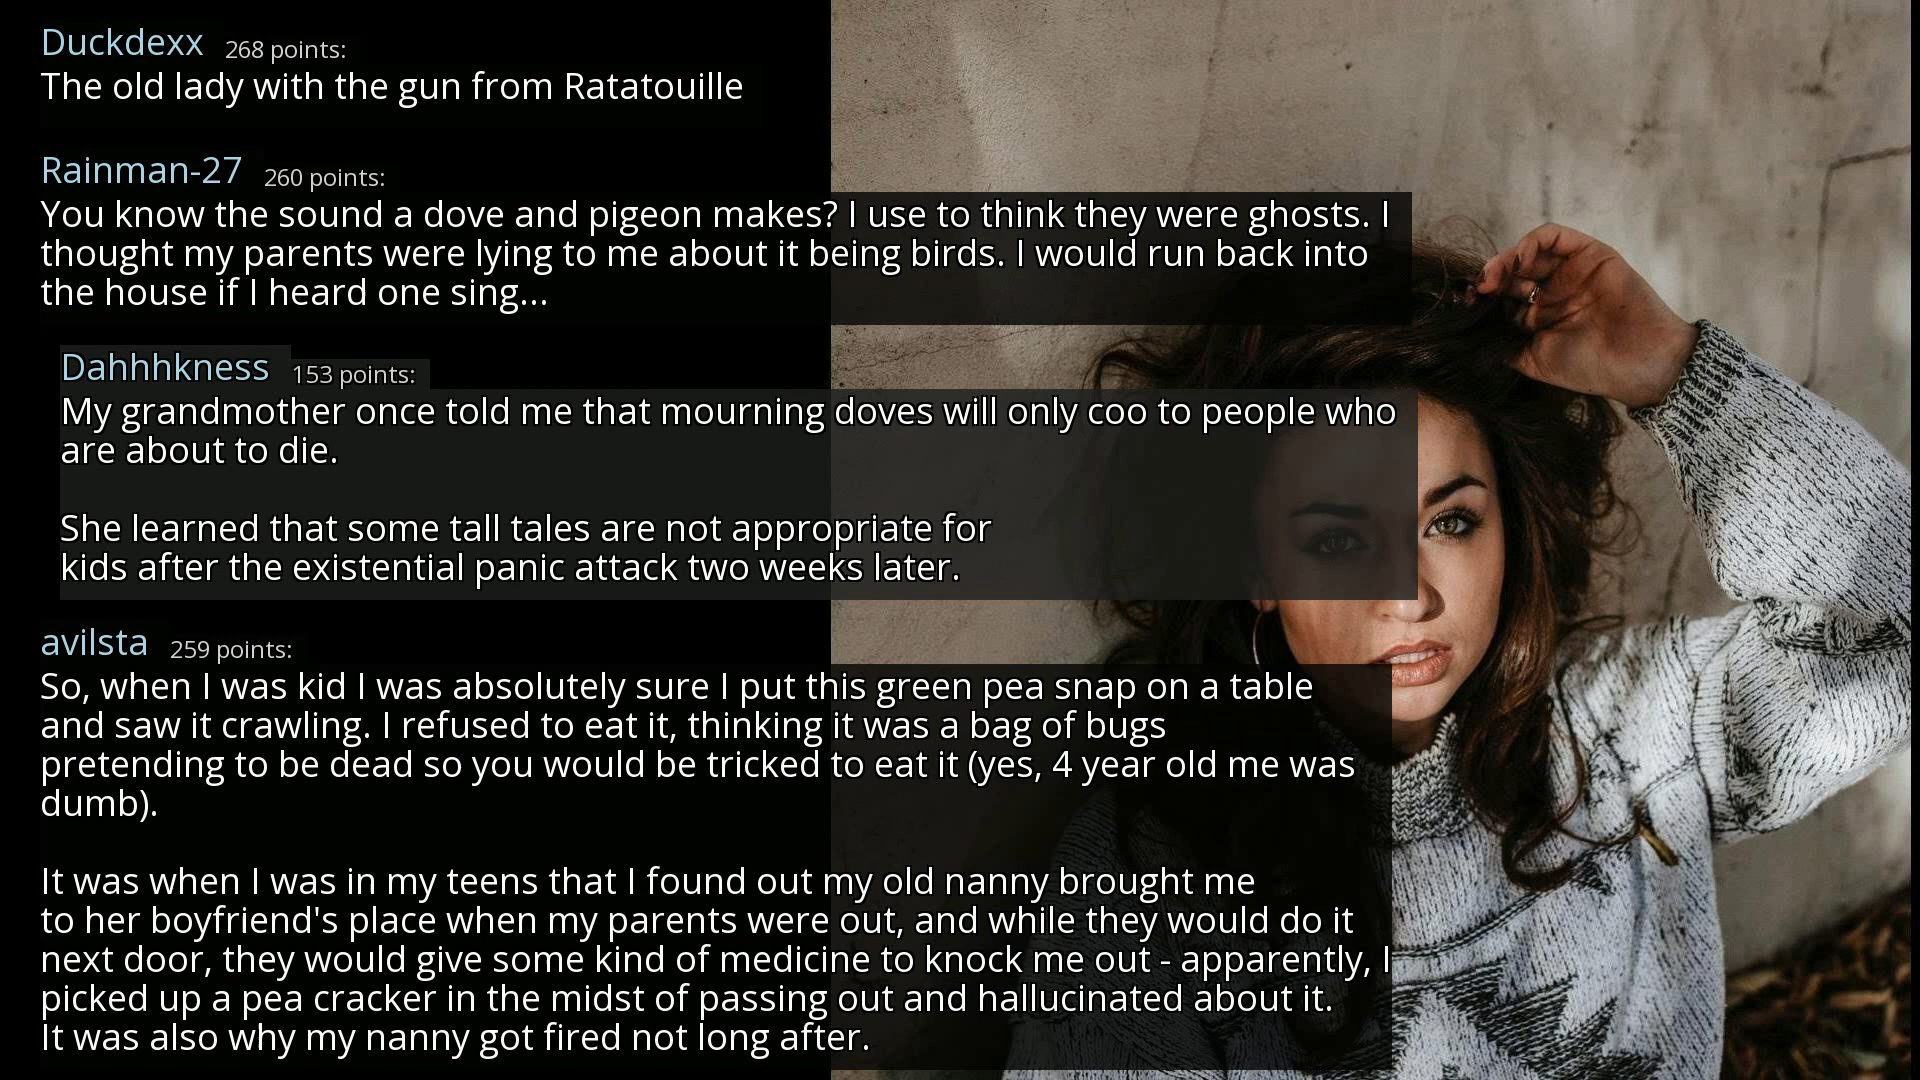 Duckdexx 268 points:
The old lady with the gun from Ratatouille
Rainman-27 260 points:
You know the sound a dove and pigeon makes? I use to think they were ghosts. I
thought my parents were lying to me about it being birds. I would run back into
the house if I heard one sing...
Dahhhkness 153 points:
My grandmother once told me that mourning doves will only coo to people who
are about to die.
She learned that some tall tales are not appropriate for
kids after the existential panic attack two weeks later.
avilsta 259 points:
So, when I was kid I was absolutely sure I put this green pea snap on a table
and saw it crawling. I refused to eat it, thinking it was a bag of bugs
pretending to be dead so you would be tricked to eat it (yes, 4 year old me was
dumb).
It was when I was in my teens that I found out my old nanny brought me
to her boyfriend's place when my parents were out, and while they would do it
next door, they would give some kind of medicine to knock me out - apparently, I
picked up a pea cracker in the midst of passing out and hallucinated about it.
It was also why my nanny got fired not long after.